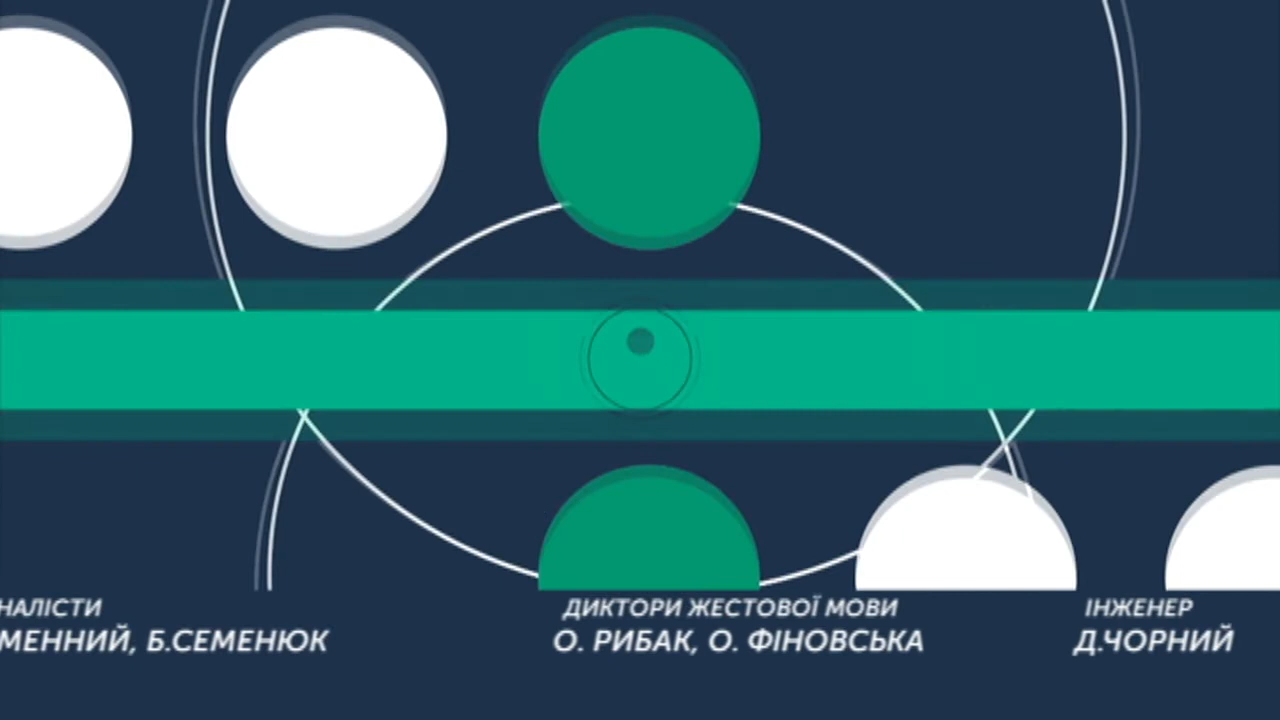 НАЛІСТИ ДИКТОРИ ЖЕСТОВОЇ МОВИ ІНЖЕНЕР
МЕННИЙ, Б.СЕМЕНЮК О. РИБАК, О. ФІНОВСЬКА Д.ЧОРНИЙ